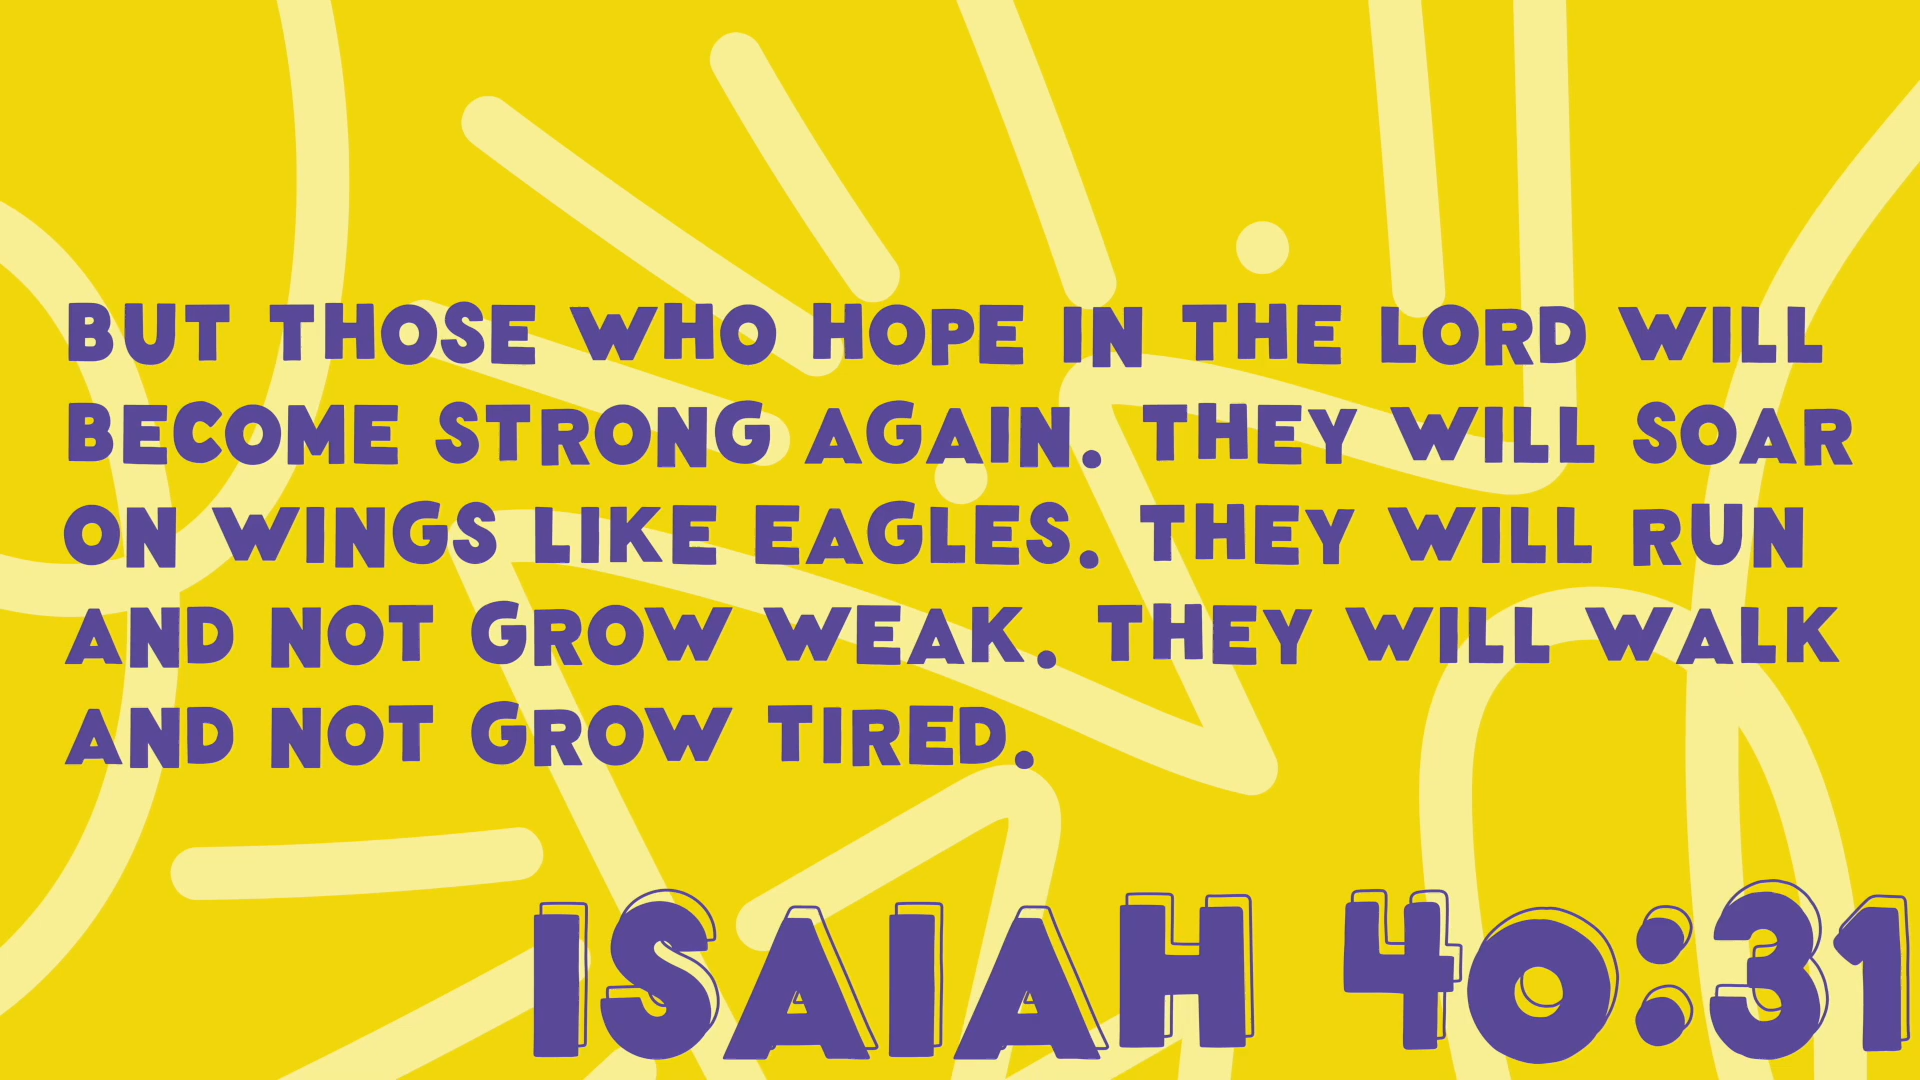 BUT THOSE WHO HOPE IN THE LORD WILL
BECOME STRONG AGAIN. THEY WILL SOAR
ON WINGS LIKE EAGLES. THEY WILL RUN
AND NOT GROW WEAK. THEY WILL WALK
AND NOT GROW TIRED.
ISAIAH 40:31